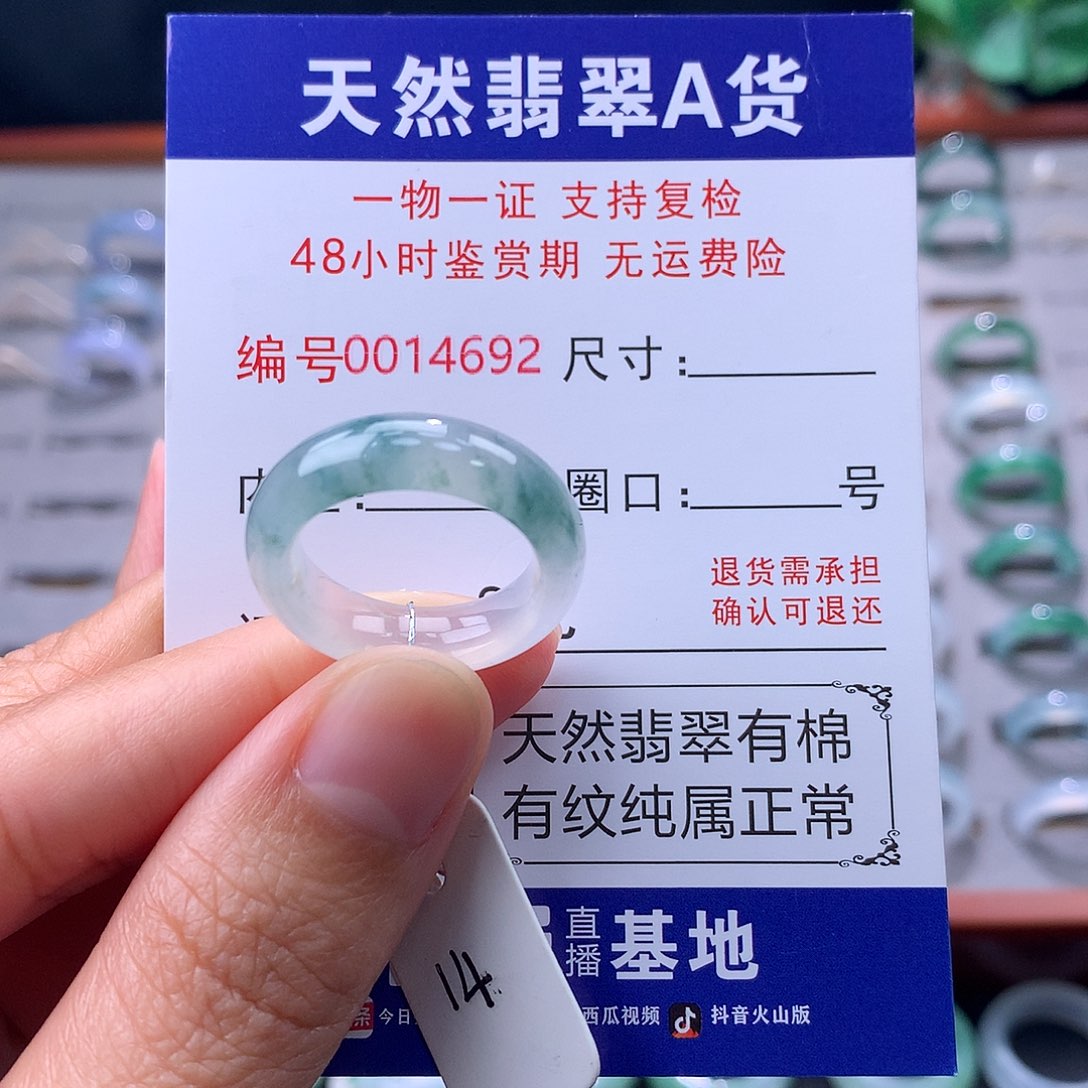 天然翡翠A货
一物一证 支持复检
48小时鉴赏期 无运费险
编号0014692 尺寸:
圈口: 号
退货需承担
确认可退还
天然翡翠有棉
有纹纯属正常
直播基地
今日 西瓜视频 抖音火山版
14